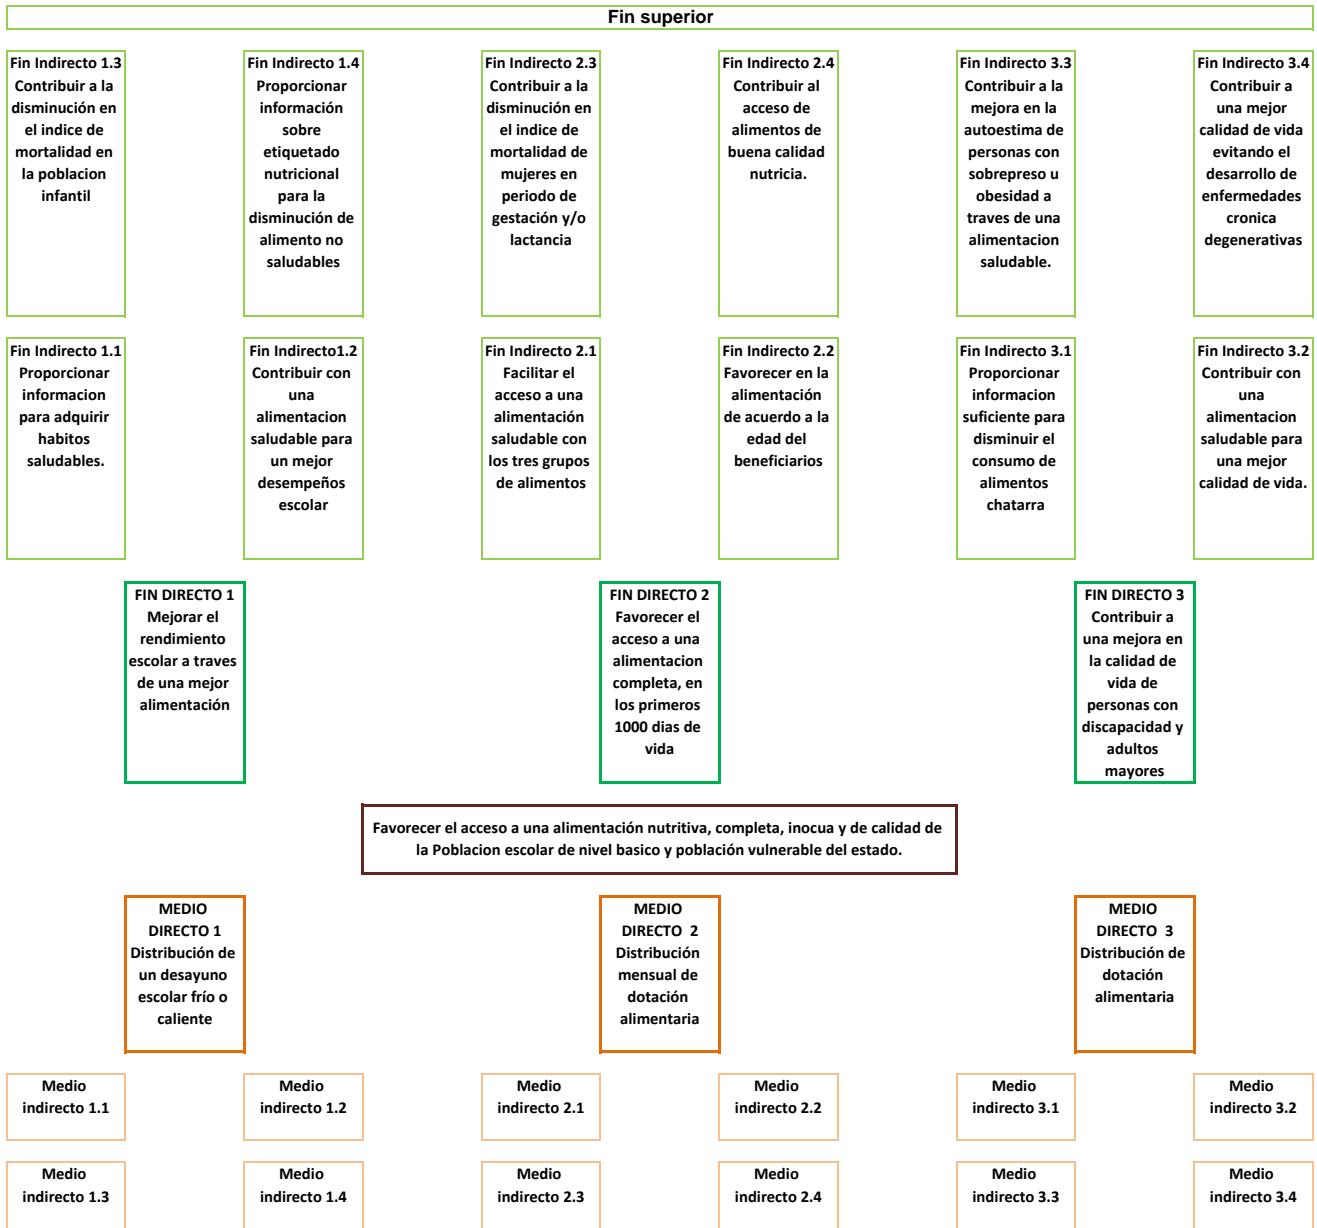 Fin superior
Fin Indirecto 1.3
Contribuir a la
disminución en
el indice de
mortalidad en
la poblacion
infantil
Fin Indirecto 1.4
Proporcionar
información
sobre
etiquetado
nutricional
para la
disminución de
alimento no
saludables
Fin Indirecto 2.3
Contribuir a la
disminución en
el indice de
mortalidad de
mujeres en
periodo de
gestación y/o
lactancia
Fin Indirecto 2.4
Contribuir al
acceso de
alimentos de
buena calidad
nutricia.
Fin Indirecto 3.3
Contribuir a la
mejora en la
autoestima de
personas con
sobrepreso u
obesidad a
traves de una
alimentacion
saludable.
Fin Indirecto 3.4
Contribuir a
una mejor
calidad de vida
evitando el
desarrollo de
enfermedades
cronica
degenerativas
Fin Indirecto 1.1
Proporcionar
informacion
para adquirir
habitos
saludables.
Fin Indirecto1.2
Contribuir con
una
alimentacion
saludable para
un mejor
desempeños
escolar
Fin Indirecto 2.1
Facilitar el
acceso a una
alimentación
saludable con
los tres grupos
de alimentos
Fin Indirecto 2.2
Favorecer en la
alimentación
de acuerdo a la
edad del
beneficiarios
Fin Indirecto 3.1
Proporcionar
informacion
suficiente para
disminuir el
consumo de
alimentos
chatarra
Fin Indirecto 3.2
Contribuir con
una
alimentacion
saludable para
una mejor
calidad de vida.
FIN DIRECTO 1
Mejorar el
rendimiento
escolar a traves
de una mejor
alimentación
FIN DIRECTO 2
Favorecer el
acceso a una
alimentacion
completa, en
los primeros
1000 dias de
vida
FIN DIRECTO 3
Contribuir a
una mejora en
la calidad de
vida de
personas con
discapacidad y
adultos
mayores
Favorecer el acceso a una alimentación nutritiva, completa, inocua y de calidad de
la Poblacion escolar de nivel basico y población vulnerable del estado.
MEDIO
DIRECTO 1
Distribución de
un desayuno
escolar frío o
caliente
MEDIO
DIRECTO 2
Distribución
mensual de
dotación
alimentaria
MEDIO
DIRECTO 3
Distribución de
dotación
alimentaria
Medio
indirecto 1.1
Medio
indirecto 1.2
Medio
indirecto 2.1
Medio
indirecto 2.2
Medio
indirecto 3.1
Medio
indirecto 3.2
Medio
indirecto 1.3
Medio
indirecto 1.4
Medio
indirecto 2.3
Medio
indirecto 2.4
Medio
indirecto 3.3
Medio
indirecto 3.4